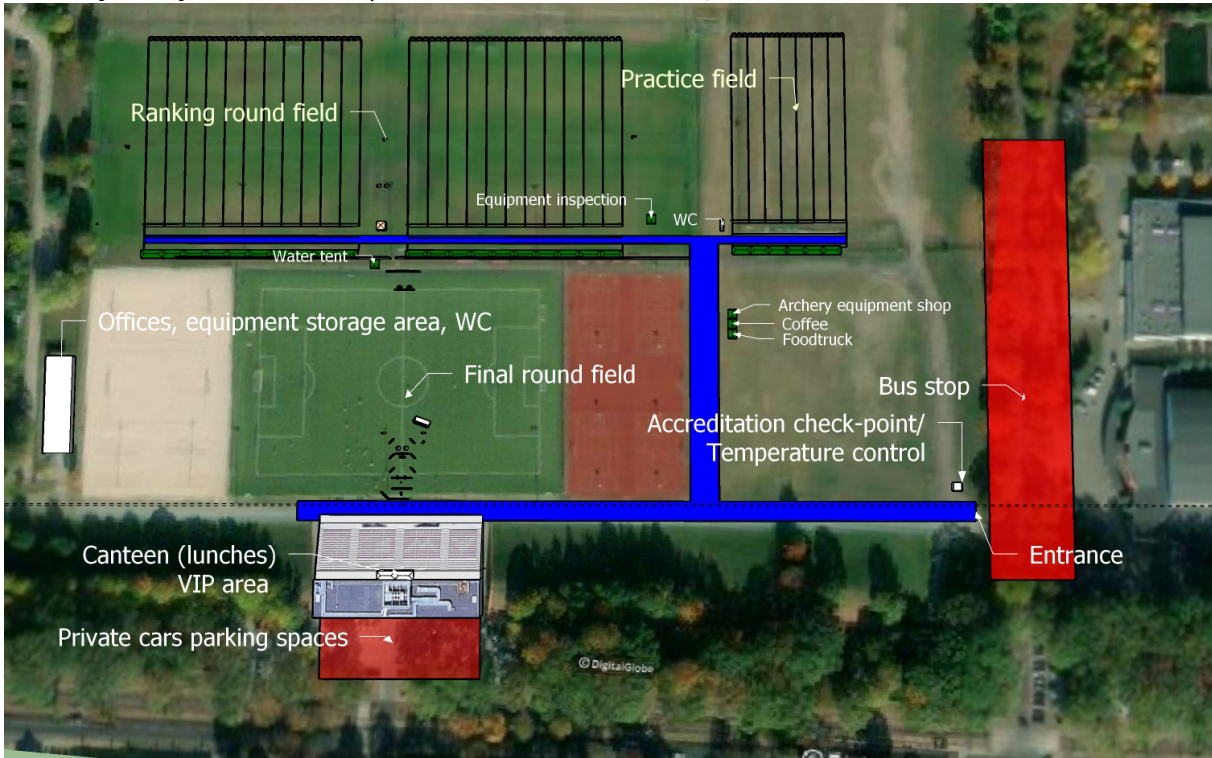 Practice field
Ranking round field
Equipment inspection
WC
Water tent
Archery equipment shop
Coffee
Foodtruck
Offices, equipment storage area, WC
Final round field
Bus stop
Accreditation check-point/
Temperature control
Canteen (lunches)
VIP area
Entrance
Private cars parking spaces
© DigitalGlobe